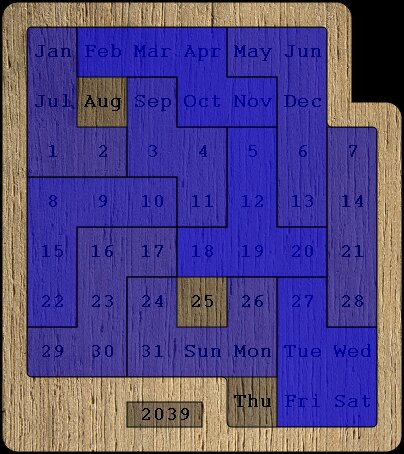 Jan Feb Mar Apr May Jun
Jul Aug Sep Oct Nov Dec
1 2 3 4 5 6 7
8 9 10 11 12 13 14
15 16 17 18 19 20 21
22 23 24 25 26 27 28
29 30 31 Sun Mon Tue Wed
Thu Fri Sat
2039